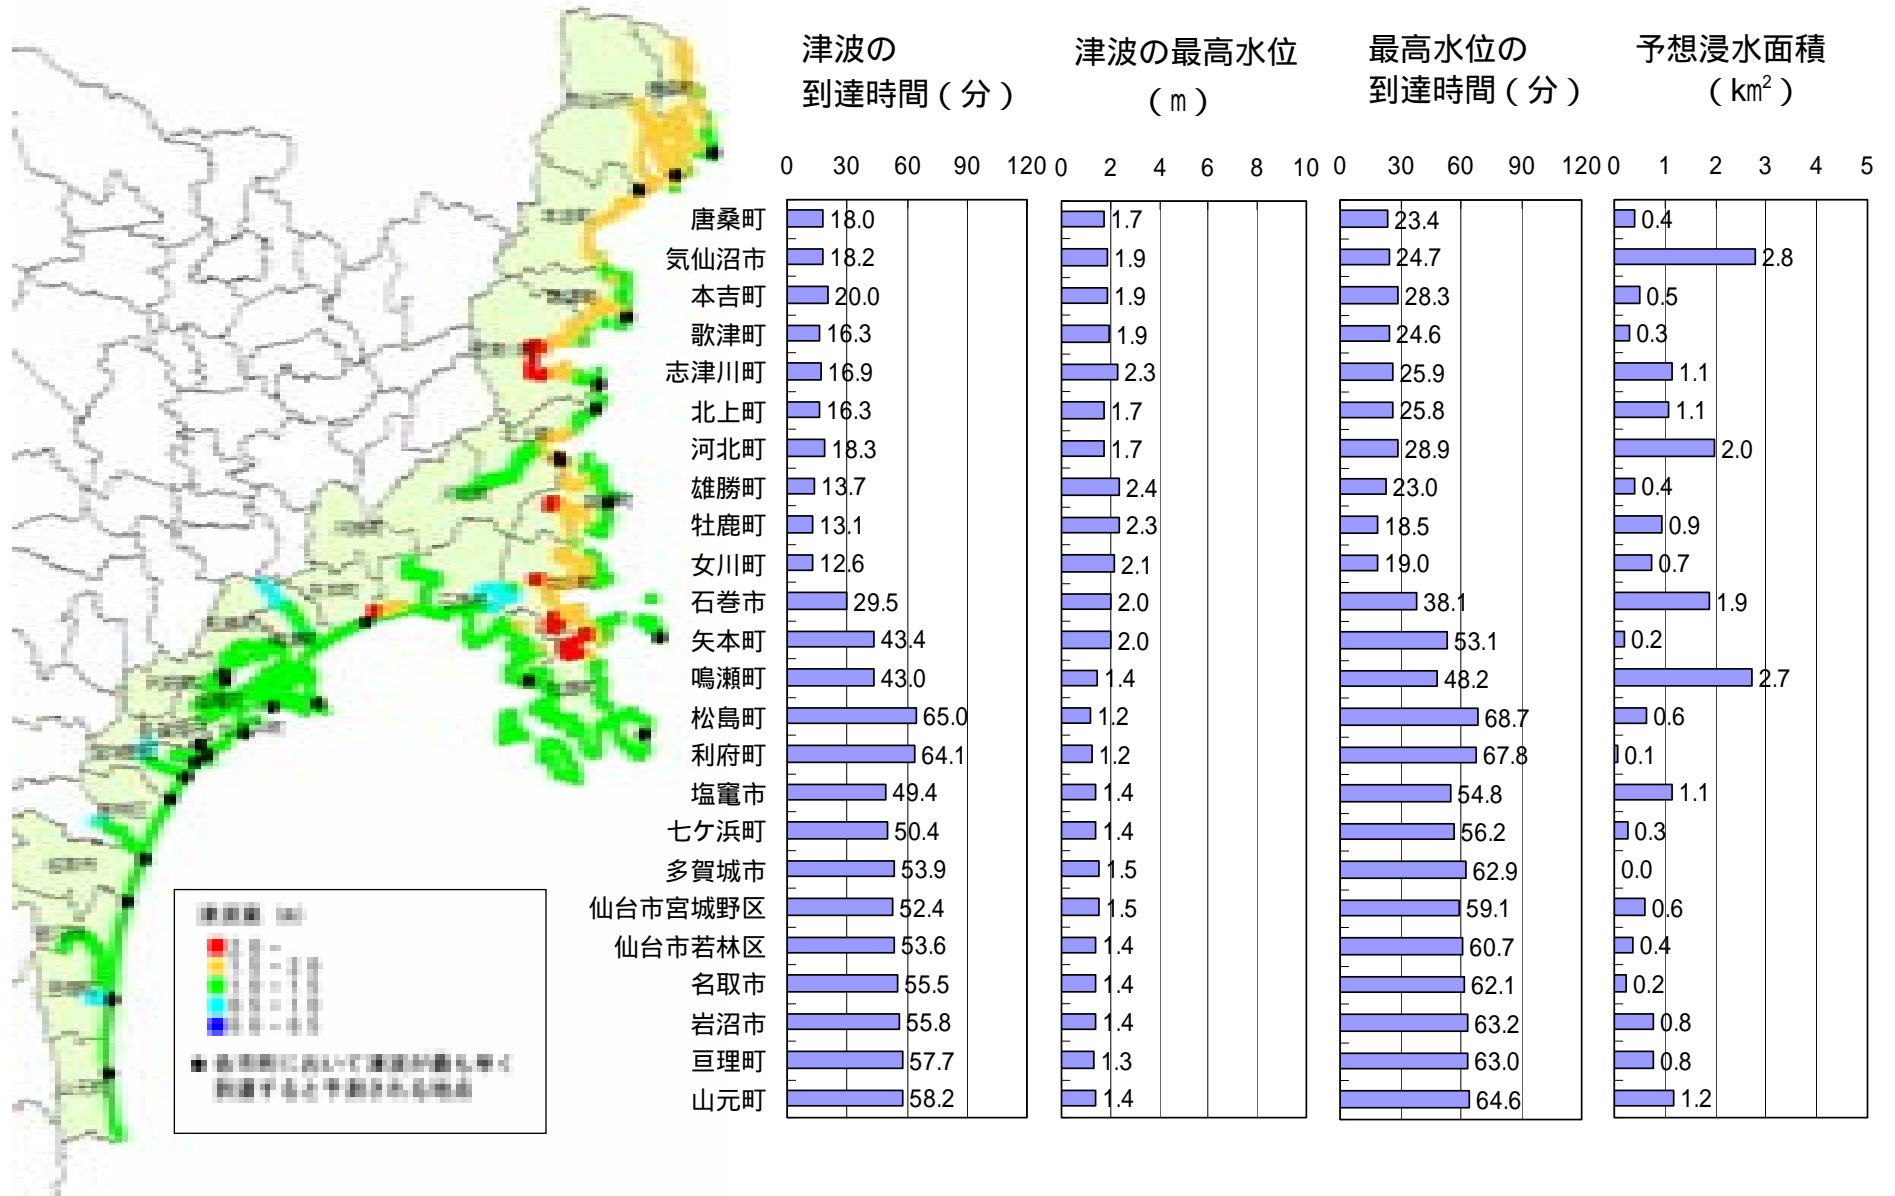 津波の
到達時間（分）
津波の最高水位
（ｍ）
最高水位の
到達時間（分）
予想浸水面積
（k㎡）
0 30 60 90 120 0 2 4 6 8 10 0 30 60 90 120 0 1 2 3 4 5
唐桑町 18.0 1.7 23.4 0.4
気仙沼市 18.2 1.9 24.7 2.8
本吉町 20.0 1.9 28.3 0.5
歌津町 16.3 1.9 24.6 0.3
志津川町 16.9 2.3 25.9 1.1
北上町 16.3 1.7 25.8 1.1
河北町 18.3 1.7 28.9 2.0
雄勝町 13.7 2.4 23.0 0.4
牡鹿町 13.1 2.3 18.5 0.9
女川町 12.6 2.1 19.0 0.7
石巻市 29.5 2.0 38.1 1.9
矢本町 43.4 2.0 53.1 0.2
鳴瀬町 43.0 1.4 48.2 2.7
松島町 65.0 1.2 68.7 0.6
利府町 64.1 1.2 67.8 0.1
塩竃市 49.4 1.4 54.8 1.1
七ケ浜町 50.4 1.4 56.2 0.3
多賀城市 53.9 1.5 62.9 0.0
仙台市宮城野区 52.4 1.5 59.1 0.6
仙台市若林区 53.6 1.4 60.7 0.4
名取市 55.5 1.4 62.1 0.2
岩沼市 55.8 1.4 63.2 0.8
亘理町 57.7 1.3 63.0 0.8
山元町 58.2 1.4 64.6 1.2